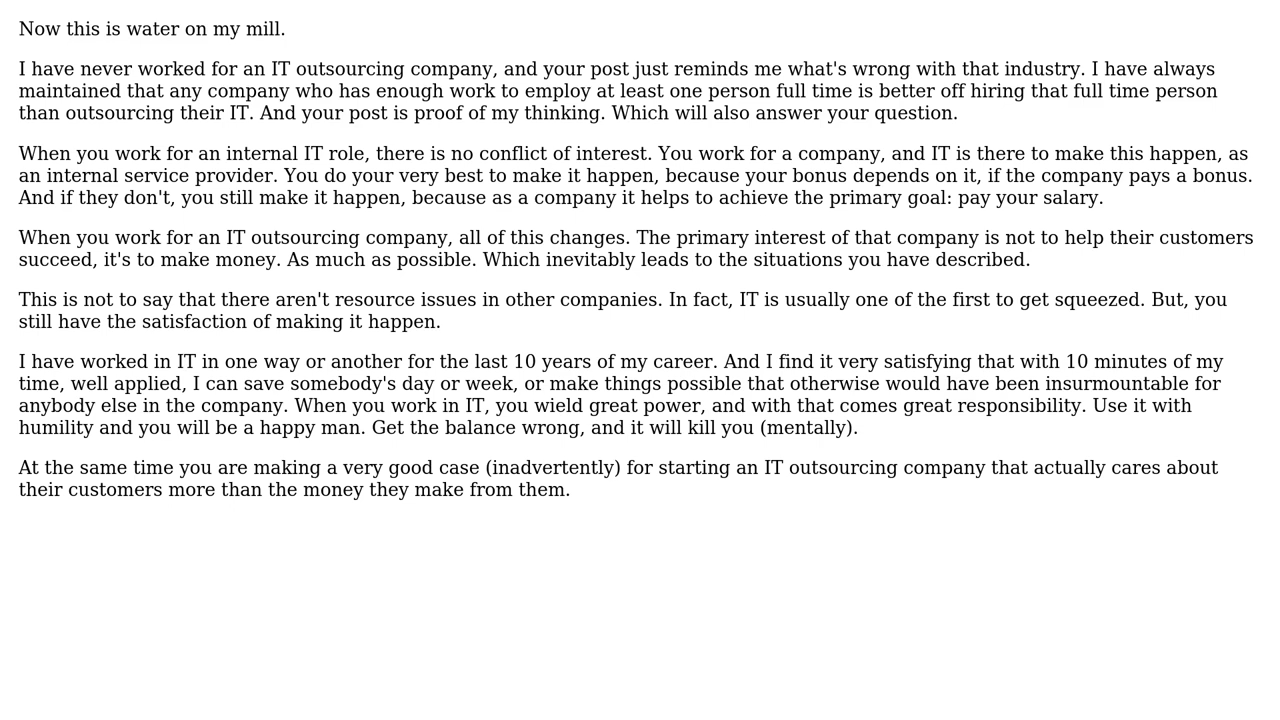 Now this is water on my mill.
I have never worked for an IT outsourcing company, and your post just reminds me what's wrong with that industry. I have always
maintained that any company who has enough work to employ at least one person full time is better off hiring that full time person
than outsourcing their IT. And your post is proof of my thinking. Which will also answer your question.
When you work for an internal IT role, there is no conflict of interest. You work for a company, and IT is there to make this happen, as
an internal service provider. You do your very best to make it happen, because your bonus depends on it, if the company pays a bonus.
And if they don't, you still make it happen, because as a company it helps to achieve the primary goal: pay your salary.
When you work for an IT outsourcing company, all of this changes. The primary interest of that company is not to help their customers
succeed, it's to make money. As much as possible. Which inevitably leads to the situations you have described.
This is not to say that there aren't resource issues in other companies. In fact, IT is usually one of the first to get squeezed. But, you
still have the satisfaction of making it happen.
I have worked in IT in one way or another for the last 10 years of my career. And I find it very satisfying that with 10 minutes of my
time, well applied, I can save somebody's day or week, or make things possible that otherwise would have been insurmountable for
anybody else in the company. When you work in IT, you wield great power, and with that comes great responsibility. Use it with
humility and you will be a happy man. Get the balance wrong, and it will kill you (mentally).
At the same time you are making a very good case (inadvertently) for starting an IT outsourcing company that actually cares about
their customers more than the money they make from them.